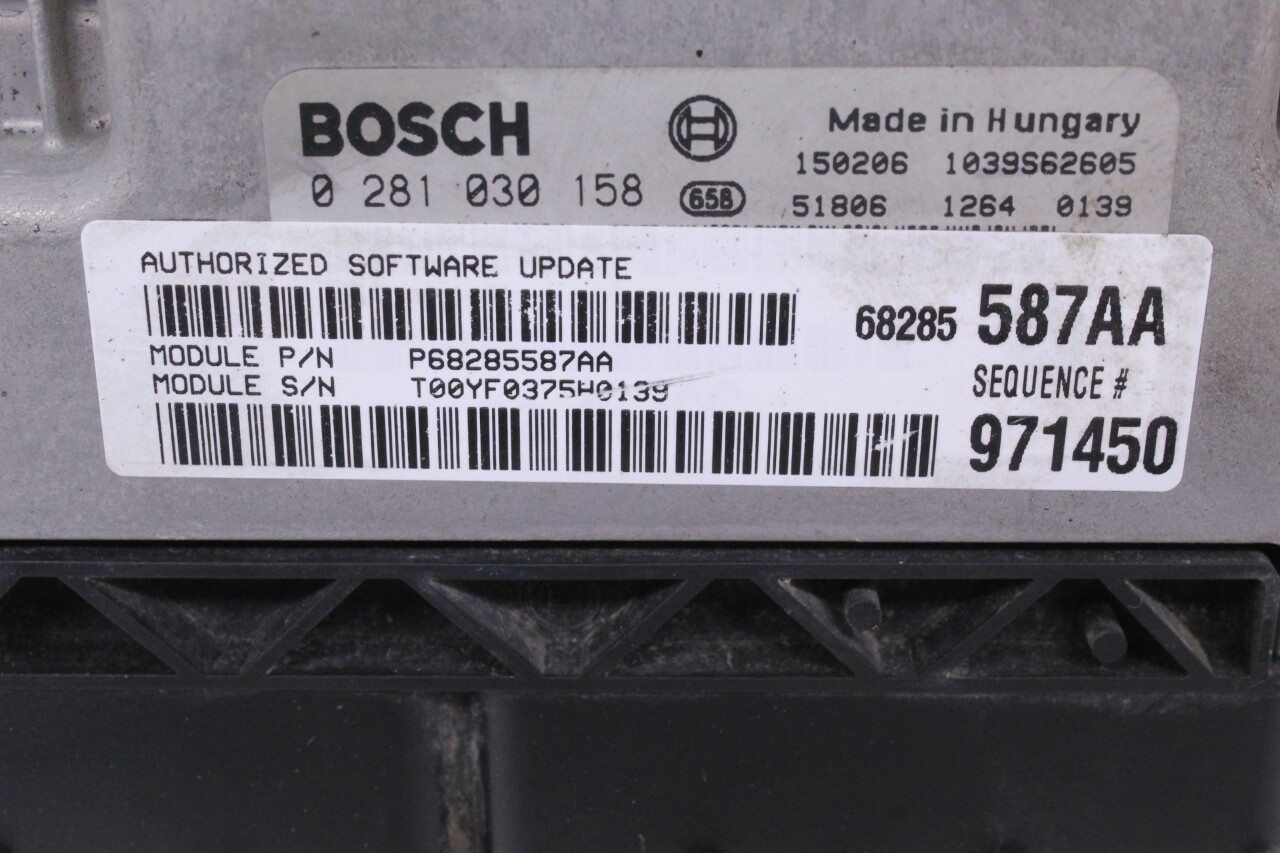 BOSCH
Made in Hungary
0 281 030 158
658
150206 1039S62605
51806 1264 0139
AUTHORIZED SOFTWARE UPDATE
68285 587AA
MODULE P/N P68285587AA
MODULE S/N T00YF0375H0139
SEQUENCE #
971450